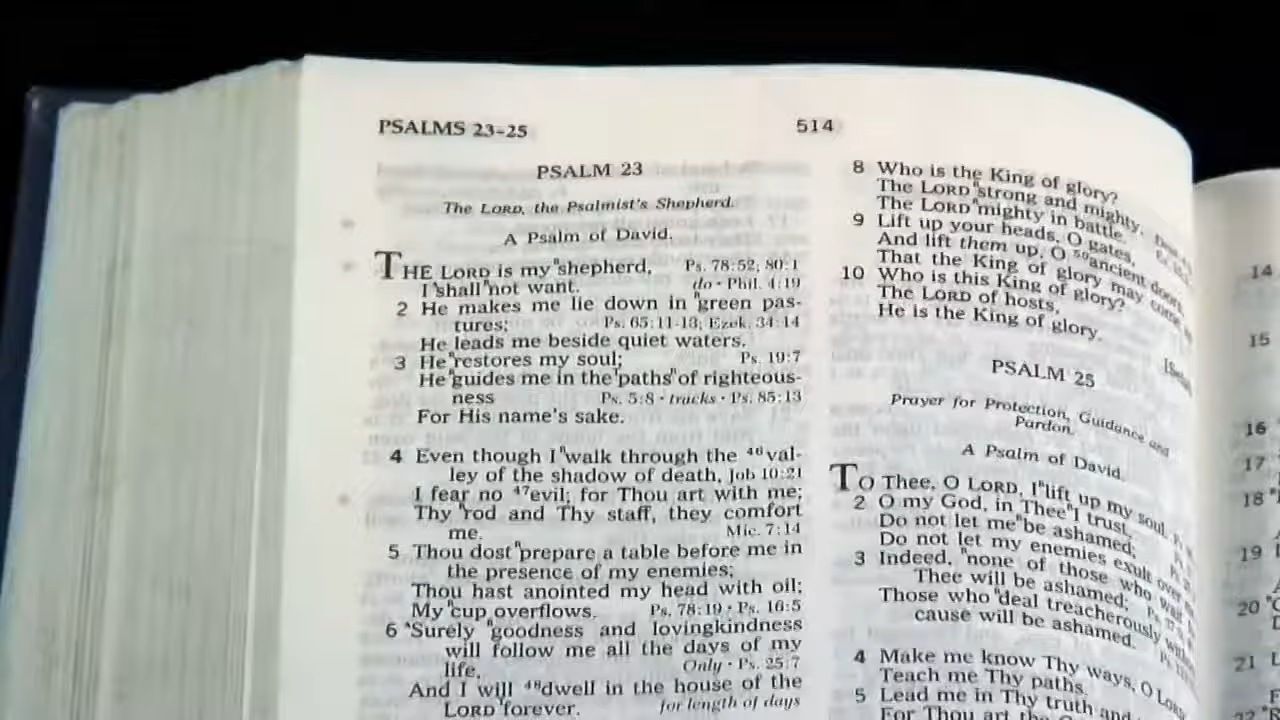 PSALMS 23-25
514
PSALM 23
The LORD, the Psalmist's Shepherd.
A Psalm of David.
THE LORD is my "shepherd, Ps. 78:52; 80:1
I "shall "not want. do • Phil. 4:19
2 He makes me lie down in "green pas-
tures; Ps. 65:11-13; Ezek. 34:14
He leads me beside quiet waters.
3 He "restores my soul; Ps. 19:7
He "guides me in the "paths" of righteous-
ness Ps. 5:8 • tracks • Ps. 85:13
For His name's sake.
4 Even though I "walk through the 46 val-
ley of the shadow of death, Job 10:21
I fear no 47 evil; for Thou art with me;
Thy "rod and Thy staff, they comfort
me. Mic. 7:14
5 Thou dost "prepare a table before me in
the presence of my enemies;
Thou hast anointed my head with oil;
My "cup overflows. Ps. 78:19 • Ps. 16:5
6 "Surely "goodness and lovingkindness
will follow me all the days of my
life, Only • Ps. 25:7
And I will 48 dwell in the house of the
LORD forever. for length of days
8 Who is the King of glory?
The LORD "strong and mighty,
The LORD "mighty in battle.
9 Lift up your heads, O gates,
And lift them up, O 50 ancient doors,
That the King of glory may come
10 Who is this King of glory?
The LORD of hosts,
He is the King of glory.
PSALM 25
Prayer for Protection, Guidance and
Pardon.
A Psalm of David.
TO Thee, O LORD, I "lift up my soul.
2 O my God, in Thee "I trust,
Do not let me "be ashamed;
Do not let my enemies exult over
3 Indeed, "none of those who wait
Thee will be ashamed;
Those who "deal treacherously
cause will be ashamed.
4 Make me know Thy ways, O
Teach me Thy paths.
5 Lead me in Thy truth and
For Thou art the
14
15
16
17
18
19
20
21